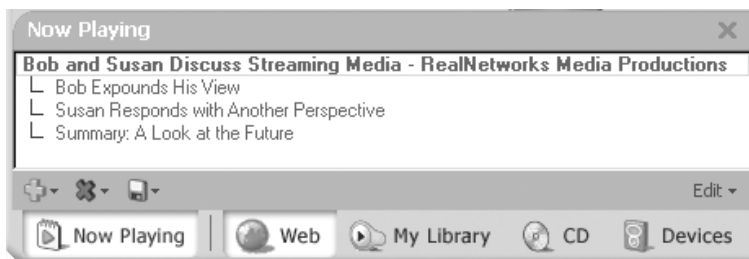 Now Playing
Bob and Susan Discuss Streaming Media - RealNetworks Media Productions
Bob Expounds His View
Susan Responds with Another Perspective
Summary: A Look at the Future
Edit
Now Playing Web My Library CD Devices